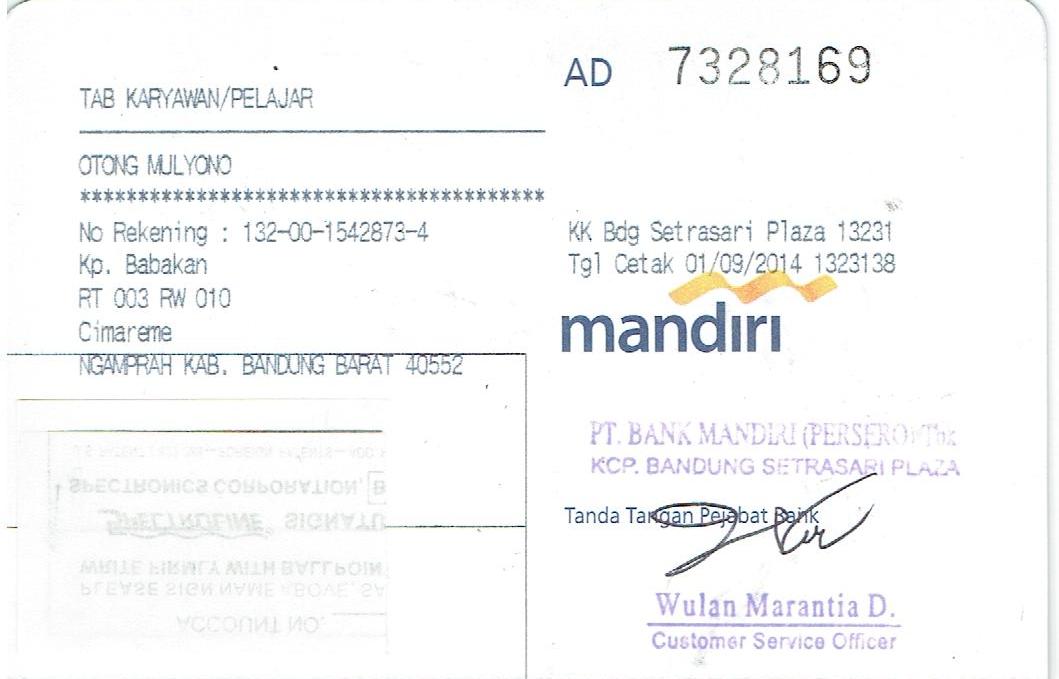 TAB KARYAWAN/PELAJAR
OTONG MULYONO
****************************************
No Rekening : 132-00-1542873-4
Kp. Babakan
RT 003 RW 010
Cimareme
NGAMPRAH KAB. BANDUNG BARAT 40552
SPECTRONICS CORPORATION, B
SPECTROLINE SIGNATU
WRITE FIRMLY WITH BALLPOIN
PLEASE SIGN NAME ABOVE, SA
ACCOUNT NO.
AD 7328169
KK Bdg Setrasari Plaza 13231
Tgl Cetak 01/09/2014 1323138
mandiri
PT. BANK MANDIRI (PERSERO) Tbk
KCP. BANDUNG SETRASARI PLAZA
Tanda Tangan Pejabat Bank
Wulan Marantia D.
Customer Service Officer